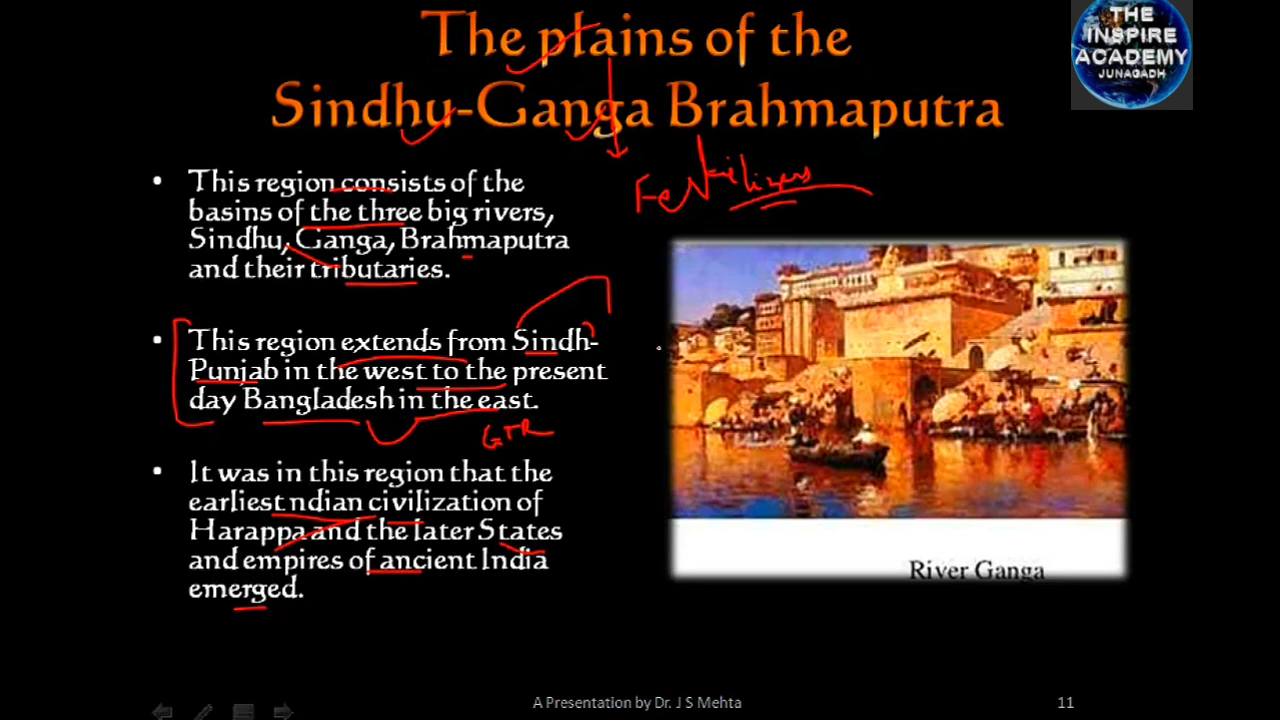 The plains of the
Sindhu-Ganga Brahmaputra
THE
INSPIRE
ACADEMY
JUNAGADH
Fertilizers
• This region consists of the
basins of the three big rivers,
Sindhu, Ganga, Brahmaputra
and their tributaries.
• This region extends from Sindh-
Punjab in the west to the present
day Bangladesh in the east.
GTR
• It was in this region that the
earliest ndian civilization of
Harappa and the later States
and empires of ancient India
emerged.
River Ganga
A Presentation by Dr. J S Mehta
11